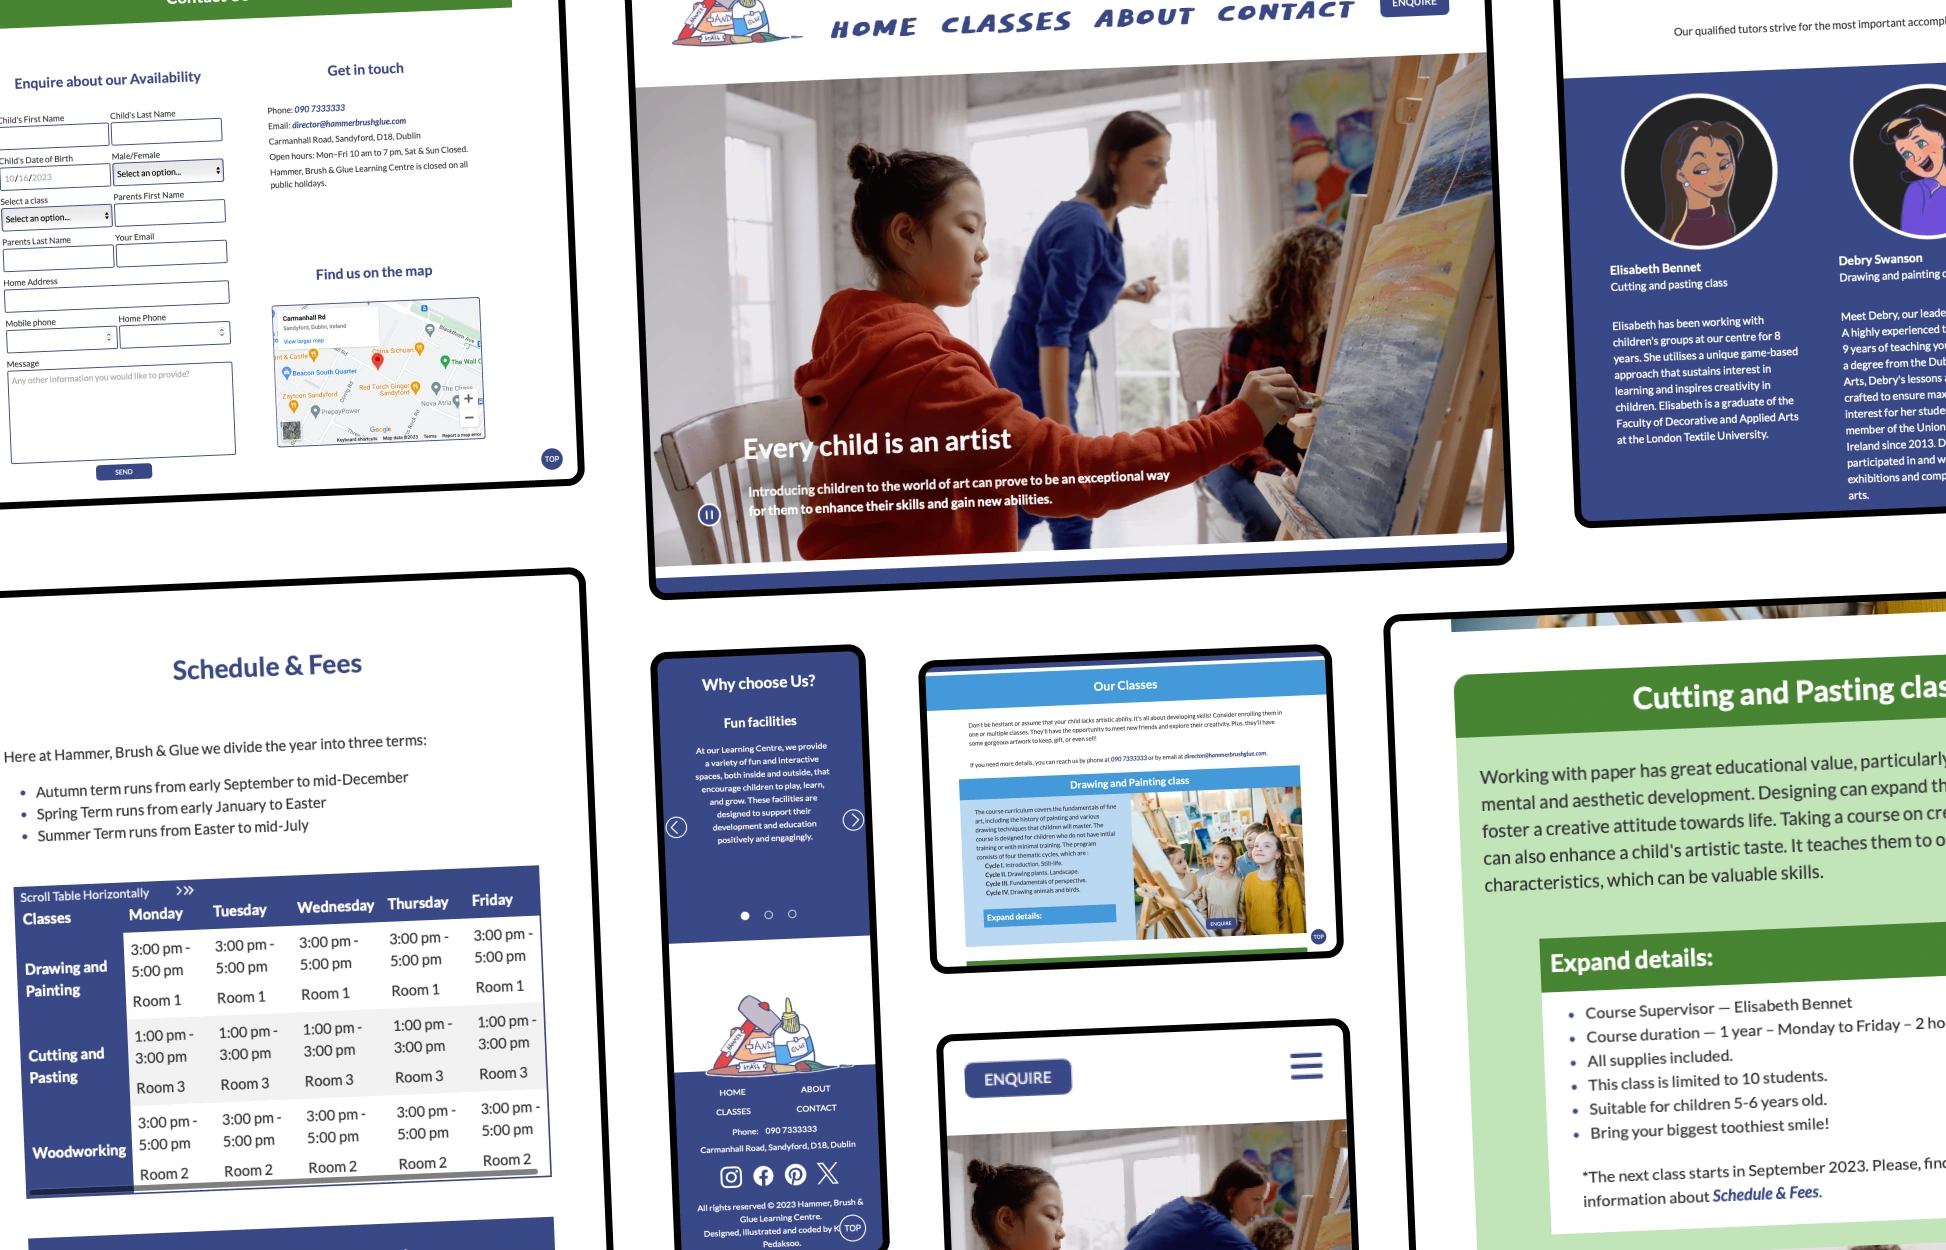 Enquire about our Availability
Child's First Name
Child's Last Name
Child's Date of Birth
Male/Female
10/16/2023
Select an option...
Select a class
Parents First Name
Select an option...
Parents Last Name
Your Email
Home Address
Mobile phone
Home Phone
Message
Any other information you would like to provide?
SEND
Get in touch
Phone: 090 7333333
Email: director@hammerbrushglue.com
Carmanhall Road, Sandyford, D18, Dublin
Open hours: Mon–Fri 10 am to 7 pm, Sat & Sun Closed.
Hammer, Brush & Glue Learning Centre is closed on all
public holidays.
Find us on the map
Carmanhall Rd
Sandyford, Dublin, Ireland
View larger map
Blackthorn Ave
China Sichuan
Beacon South Quarter
The Wall C
Red Torch Ginger
Sandyford
Zaytoon Sandyford
PrepayPower
Nova Atria
Google
Keyboard shortcuts Map data ©2023 Terms Report a map error
TOP
HOME CLASSES ABOUT CONTACT
ENQUIRE
Every child is an artist
Introducing children to the world of art can prove to be an exceptional way
for them to enhance their skills and gain new abilities.
Our qualified tutors strive for the most important accompl
Elisabeth Bennet
Cutting and pasting class
Elisabeth has been working with
children's groups at our centre for 8
years. She utilises a unique game-based
approach that sustains interest in
learning and inspires creativity in
children. Elisabeth is a graduate of the
Faculty of Decorative and Applied Arts
at the London Textile University.
Debry Swanson
Drawing and painting c
Meet Debry, our leade
A highly experienced t
9 years of teaching you
a degree from the Dub
Arts, Debry's lessons a
crafted to ensure max
interest for her stude
member of the Union
Ireland since 2013. D
participated in and w
exhibitions and comp
arts.
Schedule & Fees
Here at Hammer, Brush & Glue we divide the year into three terms:
• Autumn term runs from early September to mid-December
• Spring Term runs from early January to Easter
• Summer Term runs from Easter to mid-July
Scroll Table Horizontally
Classes Monday Tuesday Wednesday Thursday Friday
3:00 pm - 3:00 pm - 3:00 pm - 3:00 pm - 3:00 pm -
Drawing and 5:00 pm 5:00 pm 5:00 pm 5:00 pm 5:00 pm
Painting Room 1 Room 1 Room 1 Room 1 Room 1
1:00 pm - 1:00 pm - 1:00 pm - 1:00 pm - 1:00 pm -
Cutting and 3:00 pm 3:00 pm 3:00 pm 3:00 pm 3:00 pm
Pasting Room 3 Room 3 Room 3 Room 3 Room 3
3:00 pm - 3:00 pm - 3:00 pm - 3:00 pm - 3:00 pm -
Woodworking 5:00 pm 5:00 pm 5:00 pm 5:00 pm 5:00 pm
Room 2 Room 2 Room 2 Room 2 Room 2
Why choose Us?
Fun facilities
At our Learning Centre, we provide
a variety of fun and interactive
spaces, both inside and outside, that
encourage children to play, learn,
and grow. These facilities are
designed to support their
development and education
positively and engagingly.
HOME ABOUT
CLASSES CONTACT
Phone: 090 7333333
Carmanhall Road, Sandyford, D18, Dublin
All rights reserved © 2023 Hammer, Brush &
Glue Learning Centre.
Designed, illustrated and coded by K
Pedaksoo.
TOP
Our Classes
Don't be hesitant or assume that your child lacks artistic ability. It's all about developing skills! Consider enrolling them in
one or multiple classes. They'll have the opportunity to meet new friends and explore their creativity. Plus, they'll have
some gorgeous artwork to keep, gift, or even sell!
If you need more details, you can reach us by phone at 090 7333333 or by email at director@hammerbrushglue.com.
Drawing and Painting class
The course curriculum covers the fundamentals of fine
art, including the history of painting and various
drawing techniques that children will master. The
course is designed for children who do not have initial
training or with minimal training. The program
consists of four thematic cycles, which are :
Cycle I. Introduction. Still-life.
Cycle II. Drawing plants. Landscape.
Cycle III. Fundamentals of perspective.
Cycle IV. Drawing animals and birds.
Expand details:
ENQUIRE
TOP
ENQUIRE
Cutting and Pasting clas
Working with paper has great educational value, particularly
mental and aesthetic development. Designing can expand th
foster a creative attitude towards life. Taking a course on cre
can also enhance a child's artistic taste. It teaches them to o
characteristics, which can be valuable skills.
Expand details:
• Course Supervisor — Elisabeth Bennet
• Course duration — 1 year – Monday to Friday – 2 ho
• All supplies included.
• This class is limited to 10 students.
• Suitable for children 5-6 years old.
• Bring your biggest toothiest smile!
*The next class starts in September 2023. Please, find
information about Schedule & Fees.